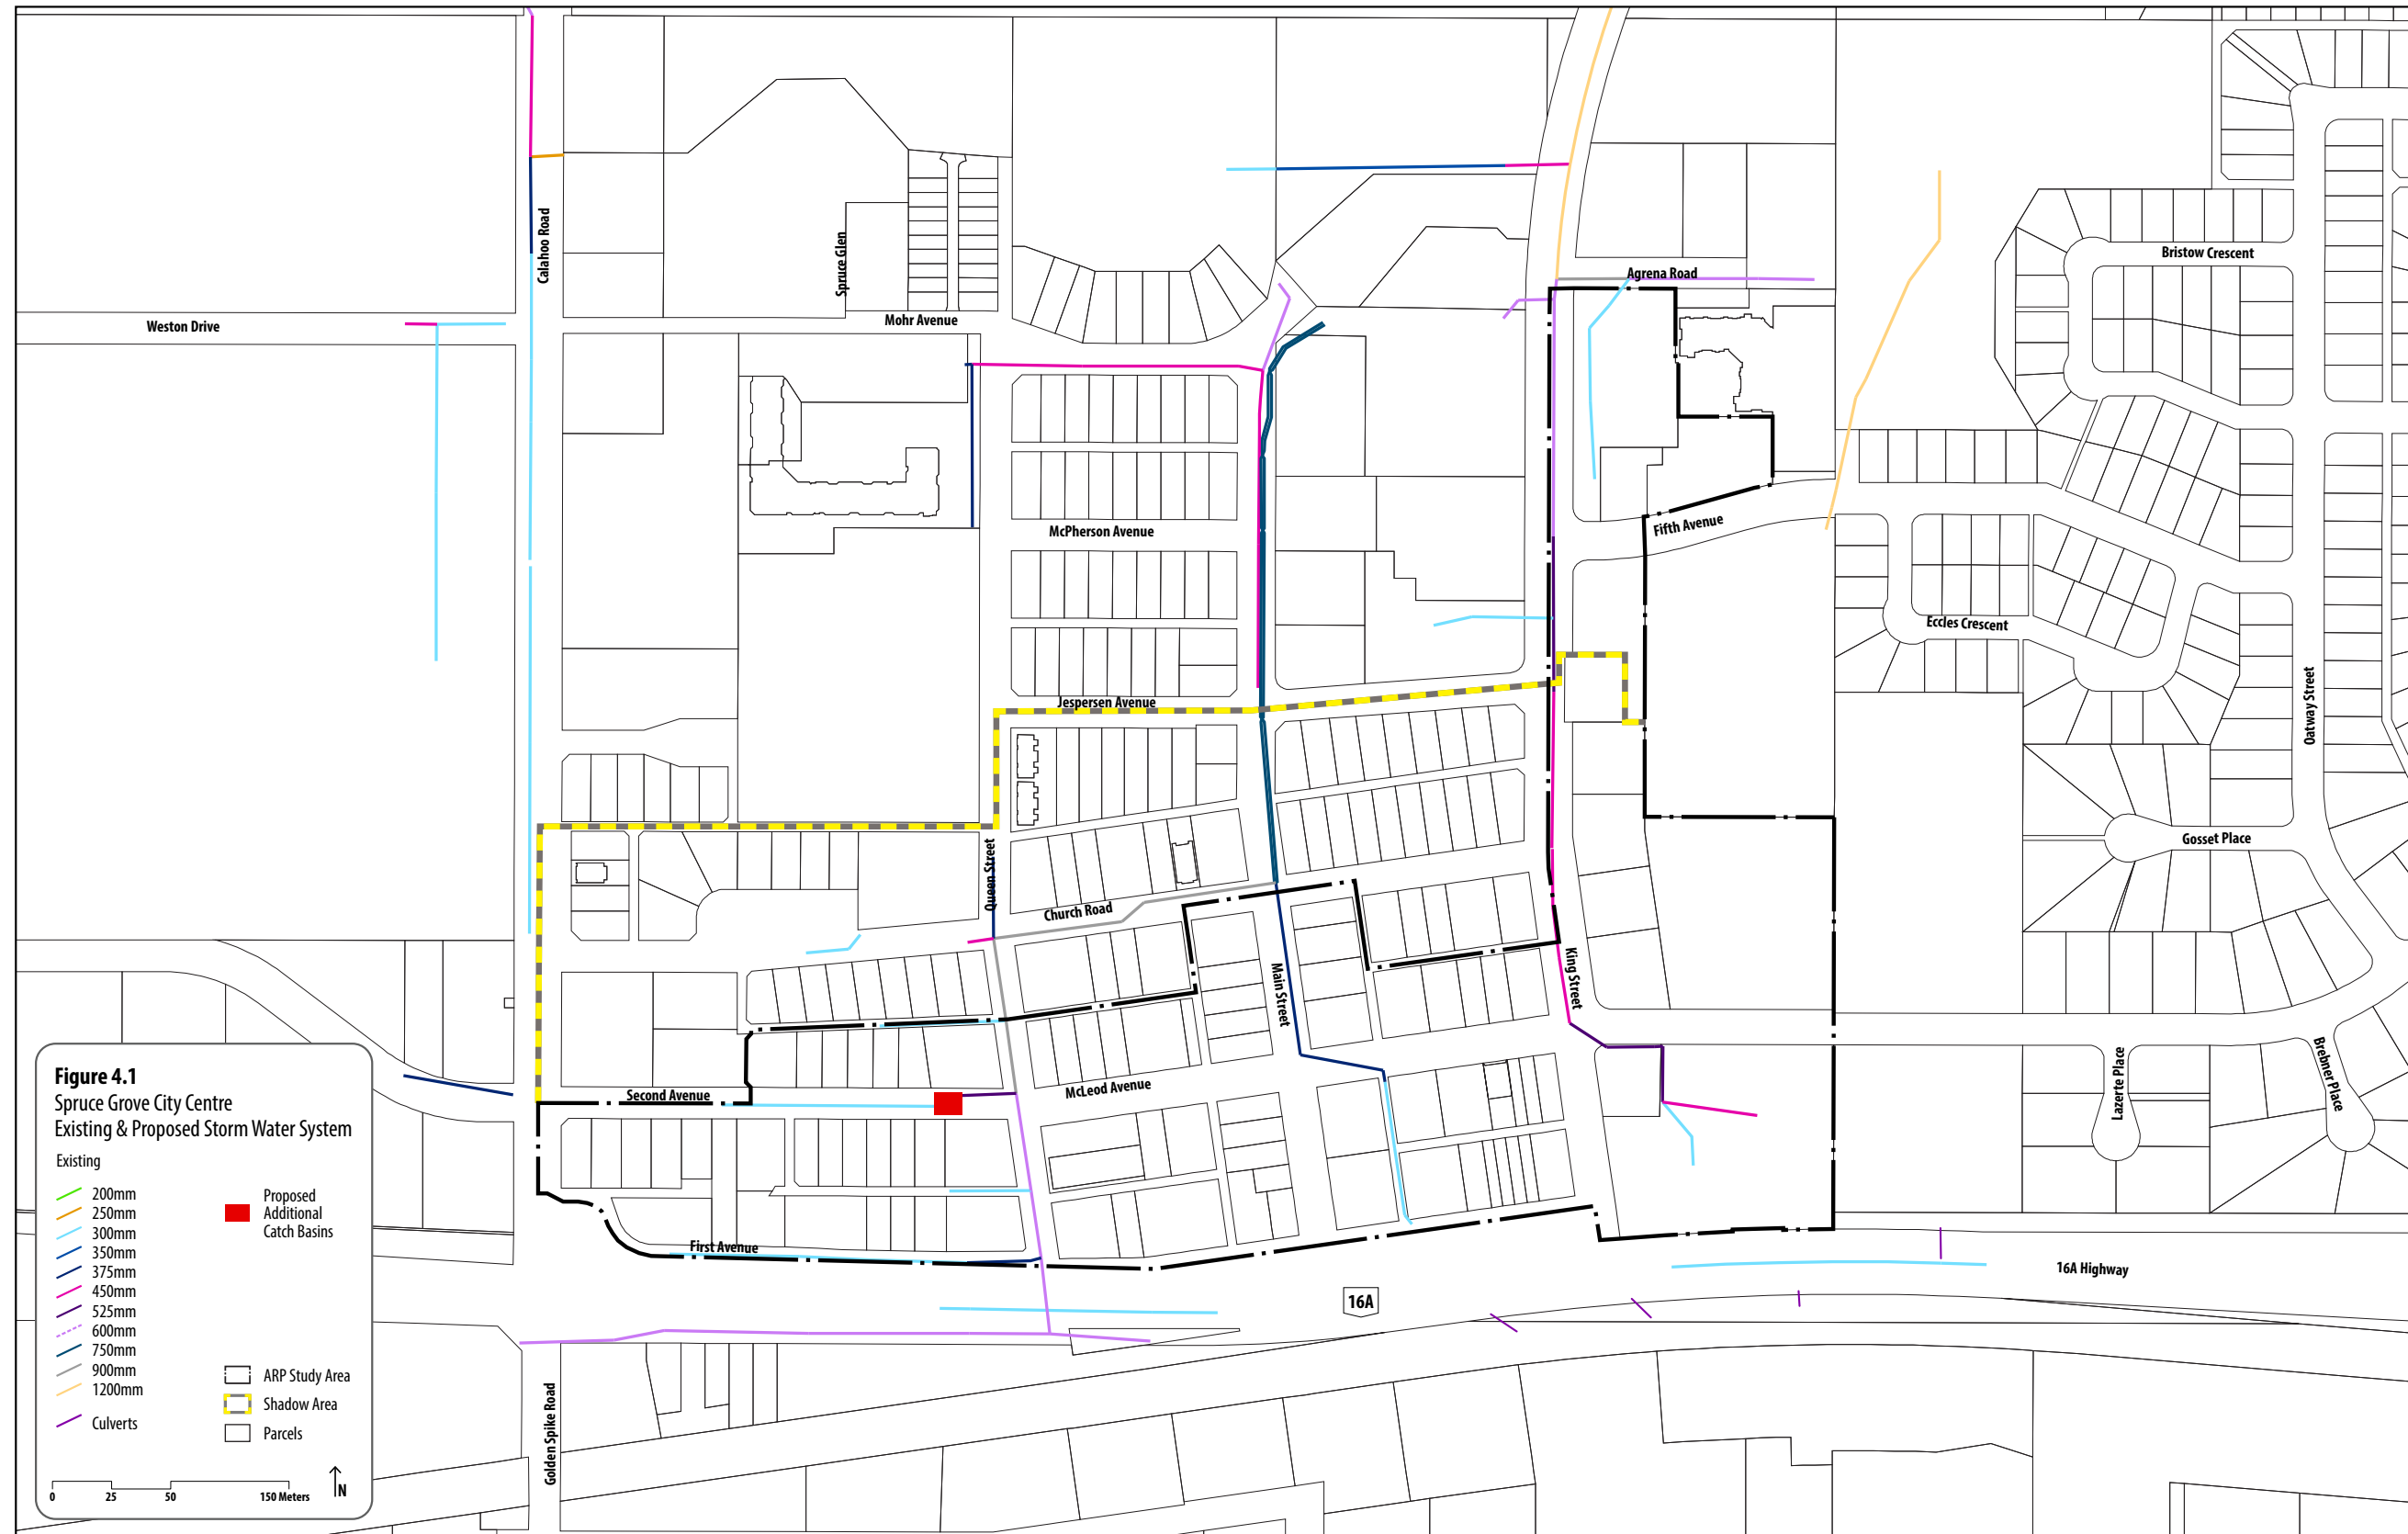 Calahoo Road
Spruce Glen
Bristow Crescent
Agrena Road
Weston Drive
Mohr Avenue
McPherson Avenue
Fifth Avenue
Eccles Crescent
Oatway Street
Jespersen Avenue
Gosset Place
Queen Street
Church Road
Main Street
King Street
McLeod Avenue
Second Avenue
Lazerte Place
Brebner Place
First Avenue
16A Highway
16A
Golden Spike Road
Figure 4.1
Spruce Grove City Centre
Existing & Proposed Storm Water System
Existing
200mm
250mm
300mm
350mm
375mm
450mm
525mm
600mm
750mm
900mm
1200mm
Culverts
Proposed
Additional
Catch Basins
ARP Study Area
Shadow Area
Parcels
0 25 50 150 Meters
N